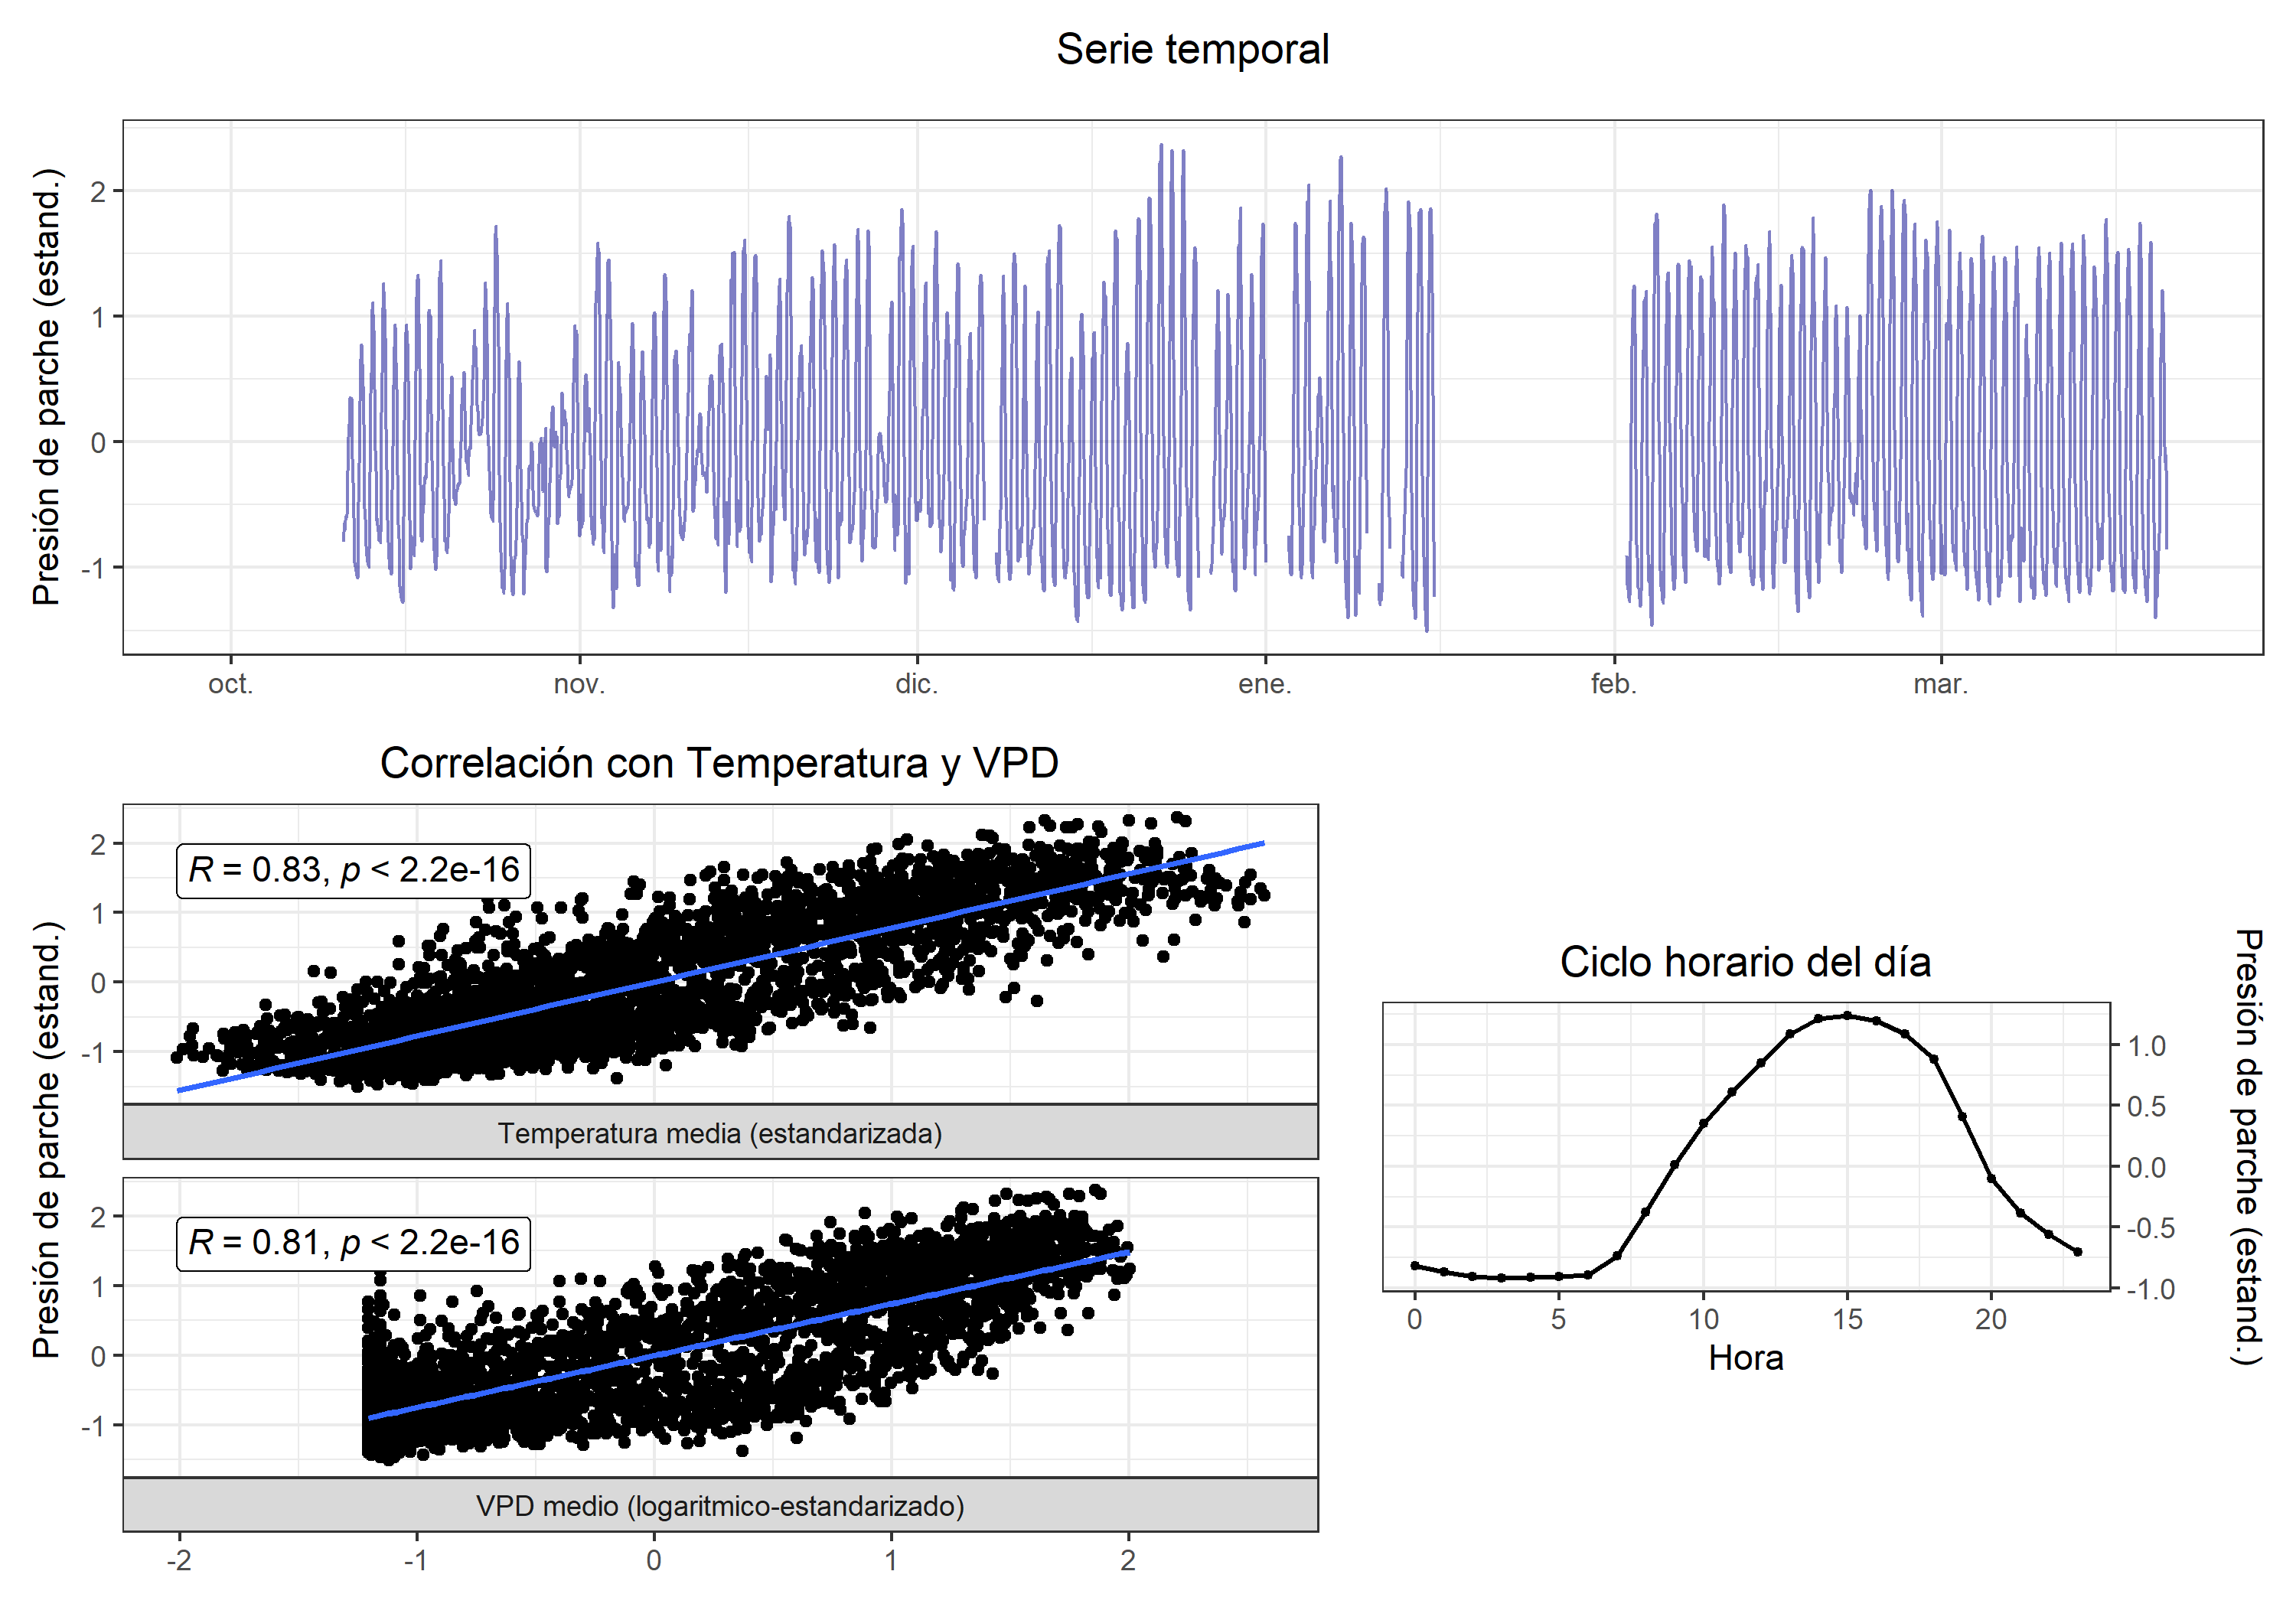 Serie temporal
Presión de parche (estand.)
2
1
0
-1
oct.
nov.
dic.
ene.
feb.
mar.
Correlación con Temperatura y VPD
Presión de parche (estand.)
2
1
0
-1
R = 0.83, p < 2.2e-16
Temperatura media (estandarizada)
2
1
0
-1
R = 0.81, p < 2.2e-16
VPD medio (logaritmico-estandarizado)
-2
-1
0
1
2
Ciclo horario del día
1.0
0.5
0.0
-0.5
-1.0
Presión de parche (estand.)
0
5
10
15
20
Hora